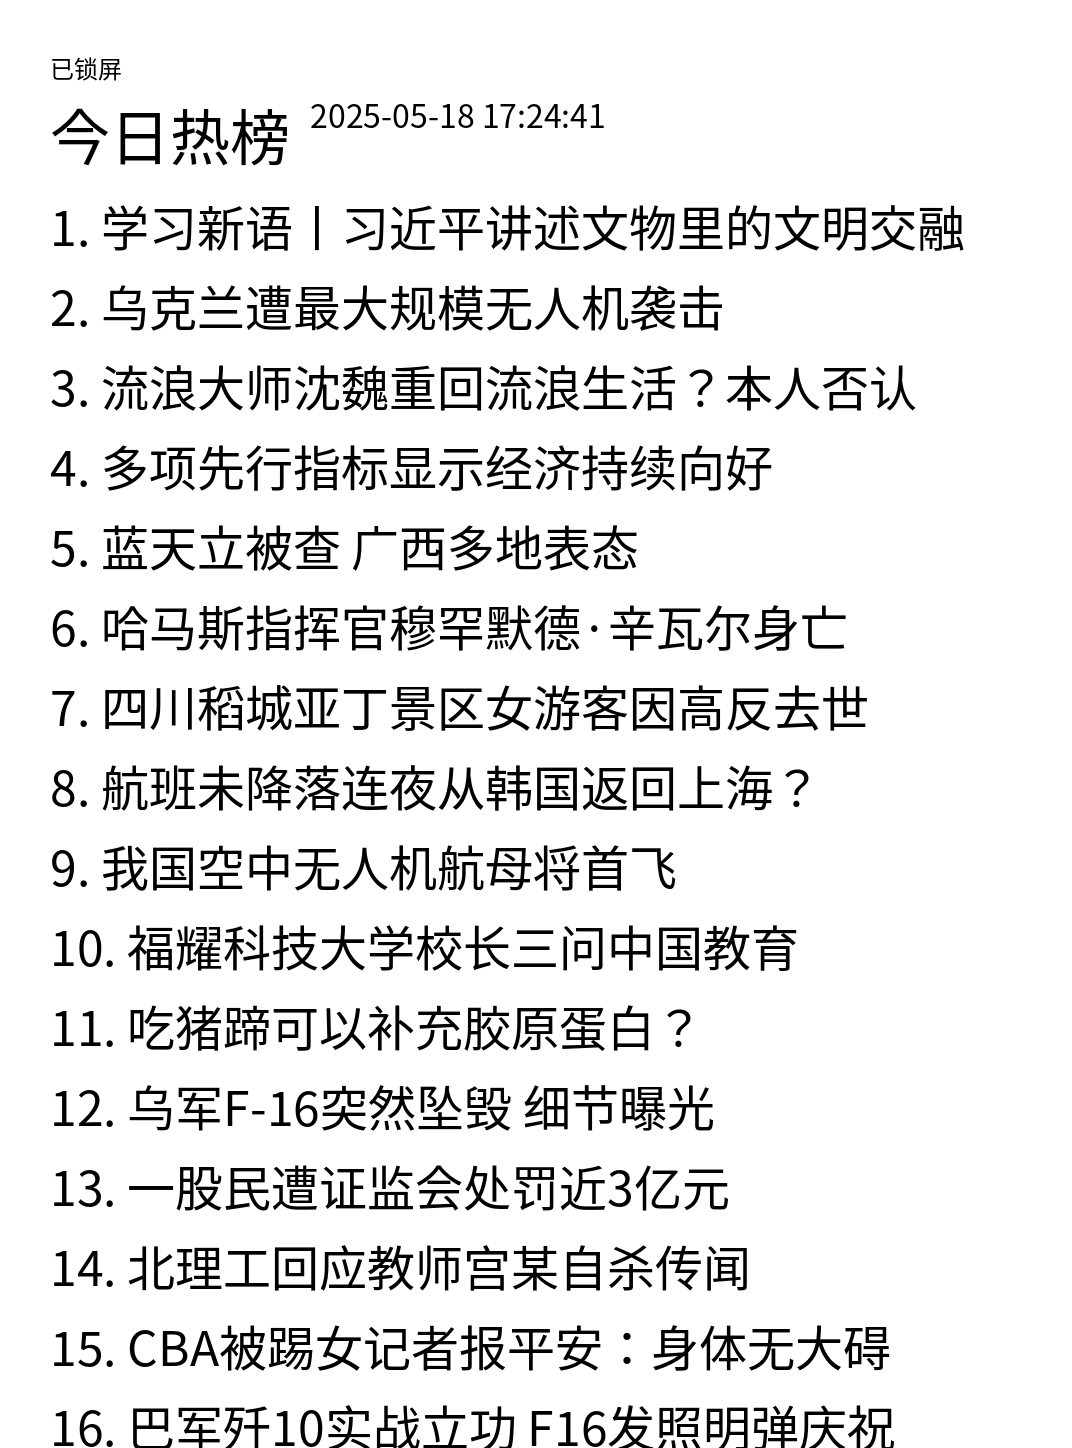 已锁屏
今日热榜 2025-05-18 17:24:41
1. 学习新语丨习近平讲述文物里的文明交融
2. 乌克兰遭最大规模无人机袭击
3. 流浪大师沈魏重回流浪生活？本人否认
4. 多项先行指标显示经济持续向好
5. 蓝天立被查 广西多地表态
6. 哈马斯指挥官穆罕默德·辛瓦尔身亡
7. 四川稻城亚丁景区女游客因高反去世
8. 航班未降落连夜从韩国返回上海？
9. 我国空中无人机航母将首飞
10. 福耀科技大学校长三问中国教育
11. 吃猪蹄可以补充胶原蛋白？
12. 乌军F-16突然坠毁 细节曝光
13. 一股民遭证监会处罚近3亿元
14. 北理工回应教师宫某自杀传闻
15. CBA被踢女记者报平安：身体无大碍
16. 巴军歼10实战立功 F16发照明弹庆祝